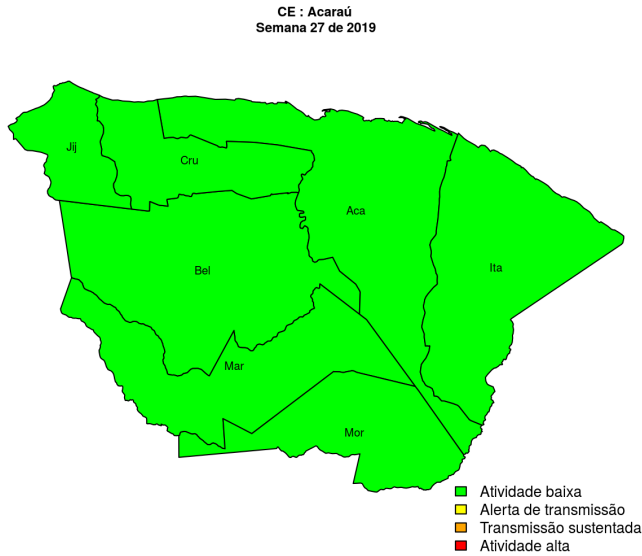 CE : Acaraú
Semana 27 de 2019
Jij
Cru
Aca
Bel
Ita
Mar
Mor
Atividade baixa
Alerta de transmissão
Transmissão sustentada
Atividade alta